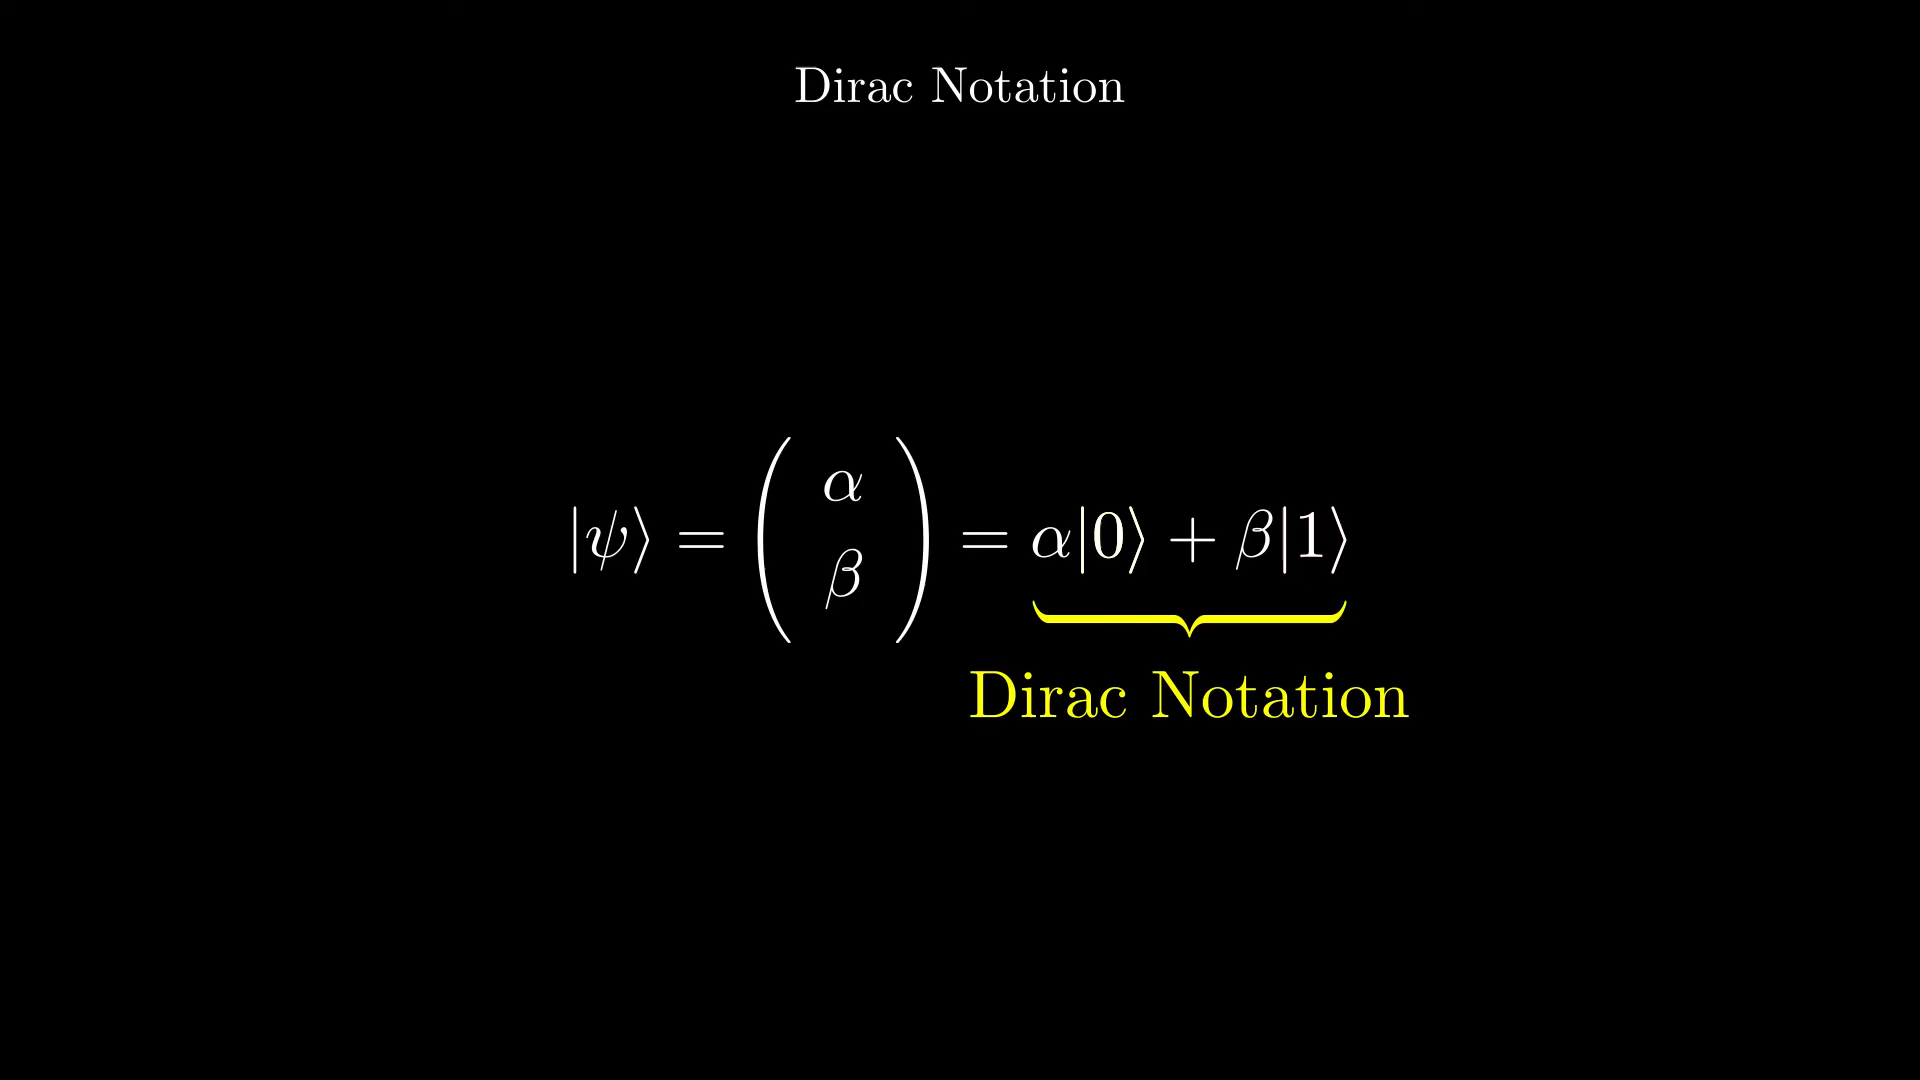 Dirac Notation
|ψ⟩ = ( α β ) = α|0⟩ + β|1⟩
Dirac Notation